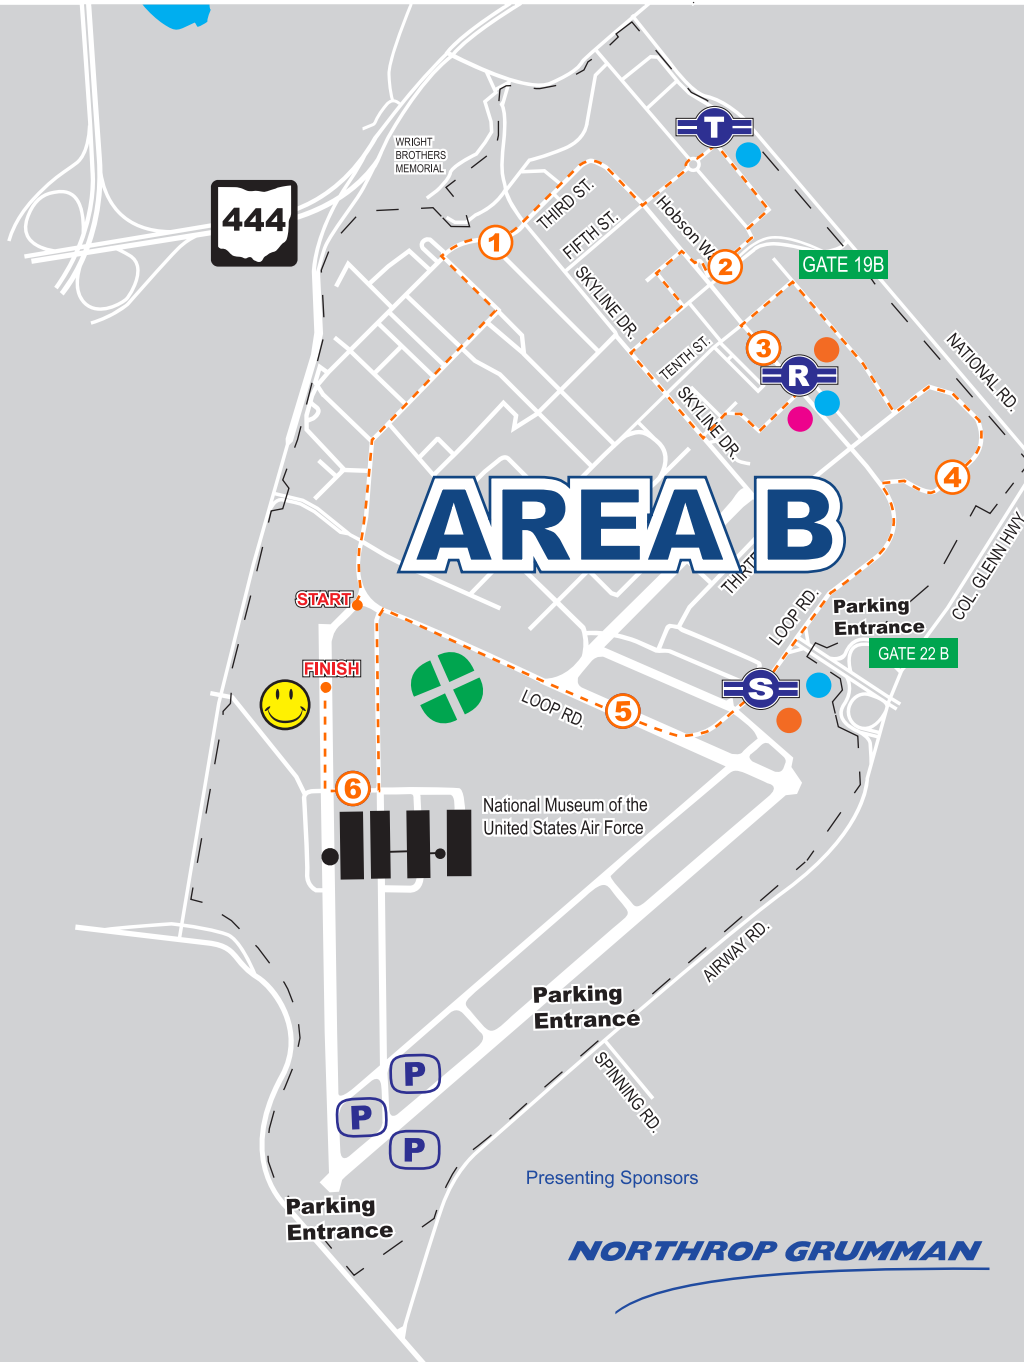 T
WRIGHT
BROTHERS
MEMORIAL
444
THIRD ST.
FIFTH ST.
Hobson
1
2
GATE 19B
SKYLINE DR.
3
TENTH ST.
R
NATIONAL RD.
SKYLINE DR.
4
AREA B
COL. GLENN HWY.
START
LOOP RD.
Parking
Entrance
GATE 22 B
FINISH
S
LOOP RD.
5
6
National Museum of the
United States Air Force
AIRWAY RD.
Parking
Entrance
P
P
P
SPINNING RD.
Presenting Sponsors
Parking
Entrance
NORTHROP GRUMMAN